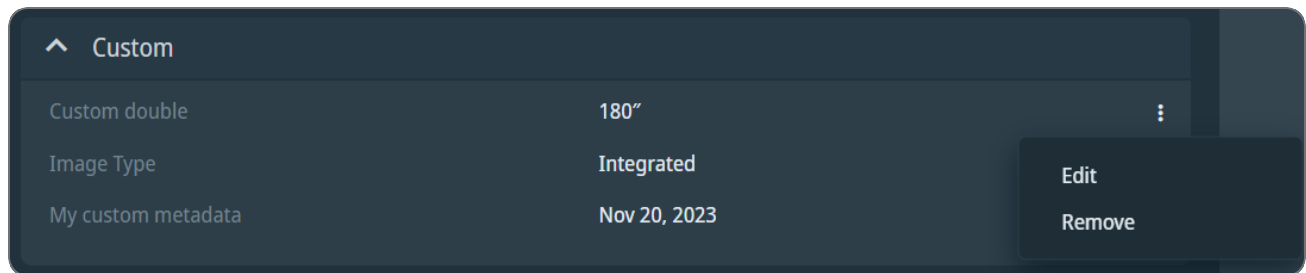 Custom
Custom double 180″
Image Type Integrated
Edit
My custom metadata Nov 20, 2023
Remove